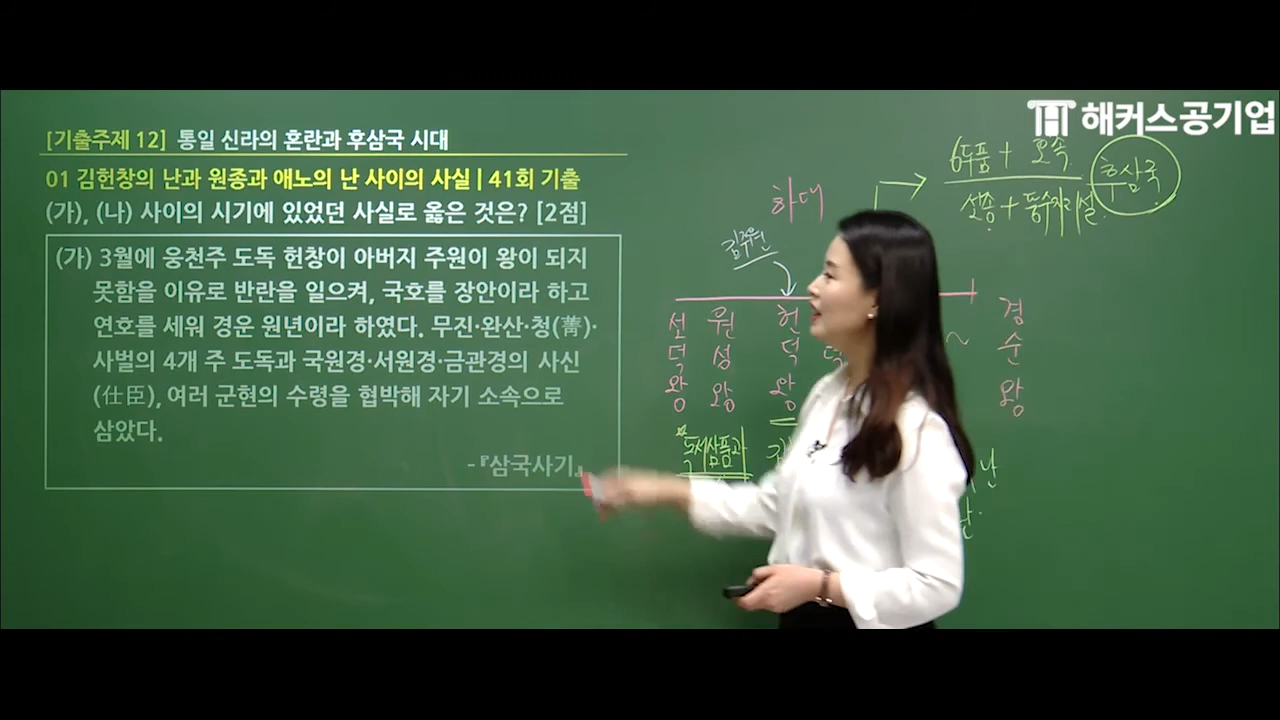 해커스공기업
[기출주제 12] 통일 신라의 혼란과 후삼국 시대
01 김헌창의 난과 원종과 애노의 난 사이의 사실 | 41회 기출
(가), (나) 사이의 시기에 있었던 사실로 옳은 것은? [2점]
(가) 3월에 웅천주 도독 헌창이 아버지 주원이 왕이 되지
못함을 이유로 반란을 일으켜, 국호를 장안이라 하고
연호를 세워 경운 원년이라 하였다. 무진·완산·청(菁)·
사벌의 4개 주 도독과 국원경·서원경·금관경의 사신
(仕臣), 여러 군현의 수령을 협박해 자기 소속으로
삼았다.
-『삼국사기』
6두품 + 호족
선종 + 풍수지리설
후삼국
하대
김주원
선덕왕
원성왕
헌덕왕
~
경순왕
독서삼품과
난
란